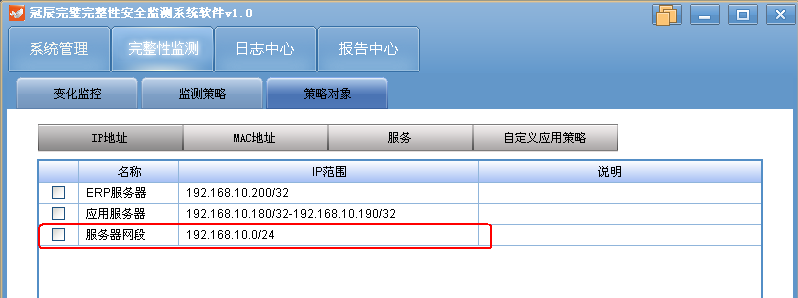 冠辰完璧完整性安全监测系统软件v1.0
系统管理 完整性监测 日志中心 报告中心
变化监控 监测策略 策略对象
IP地址 MAC地址 服务 自定义应用策略
名称 IP范围 说明
ERP服务器 192.168.10.200/32
应用服务器 192.168.10.180/32-192.168.10.190/32
服务器网段 192.168.10.0/24